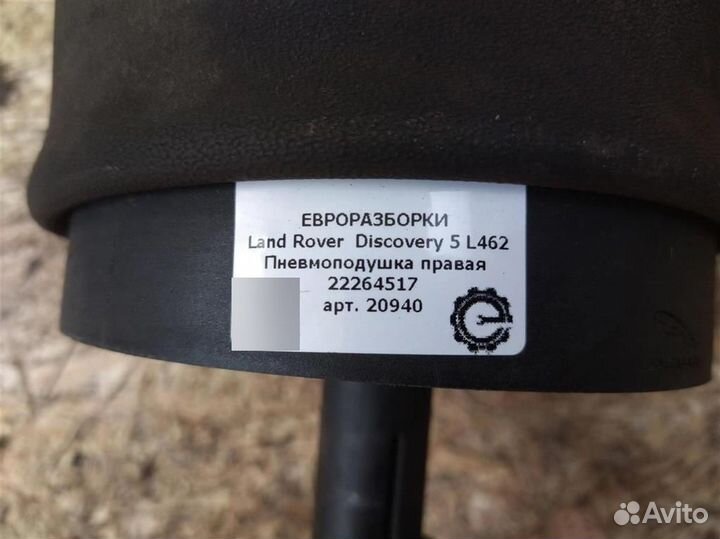 ЕВРОРАЗБОРКИ
Land Rover Discovery 5 L462
Пневмоподушка правая
22264517
арт. 20940
Avito